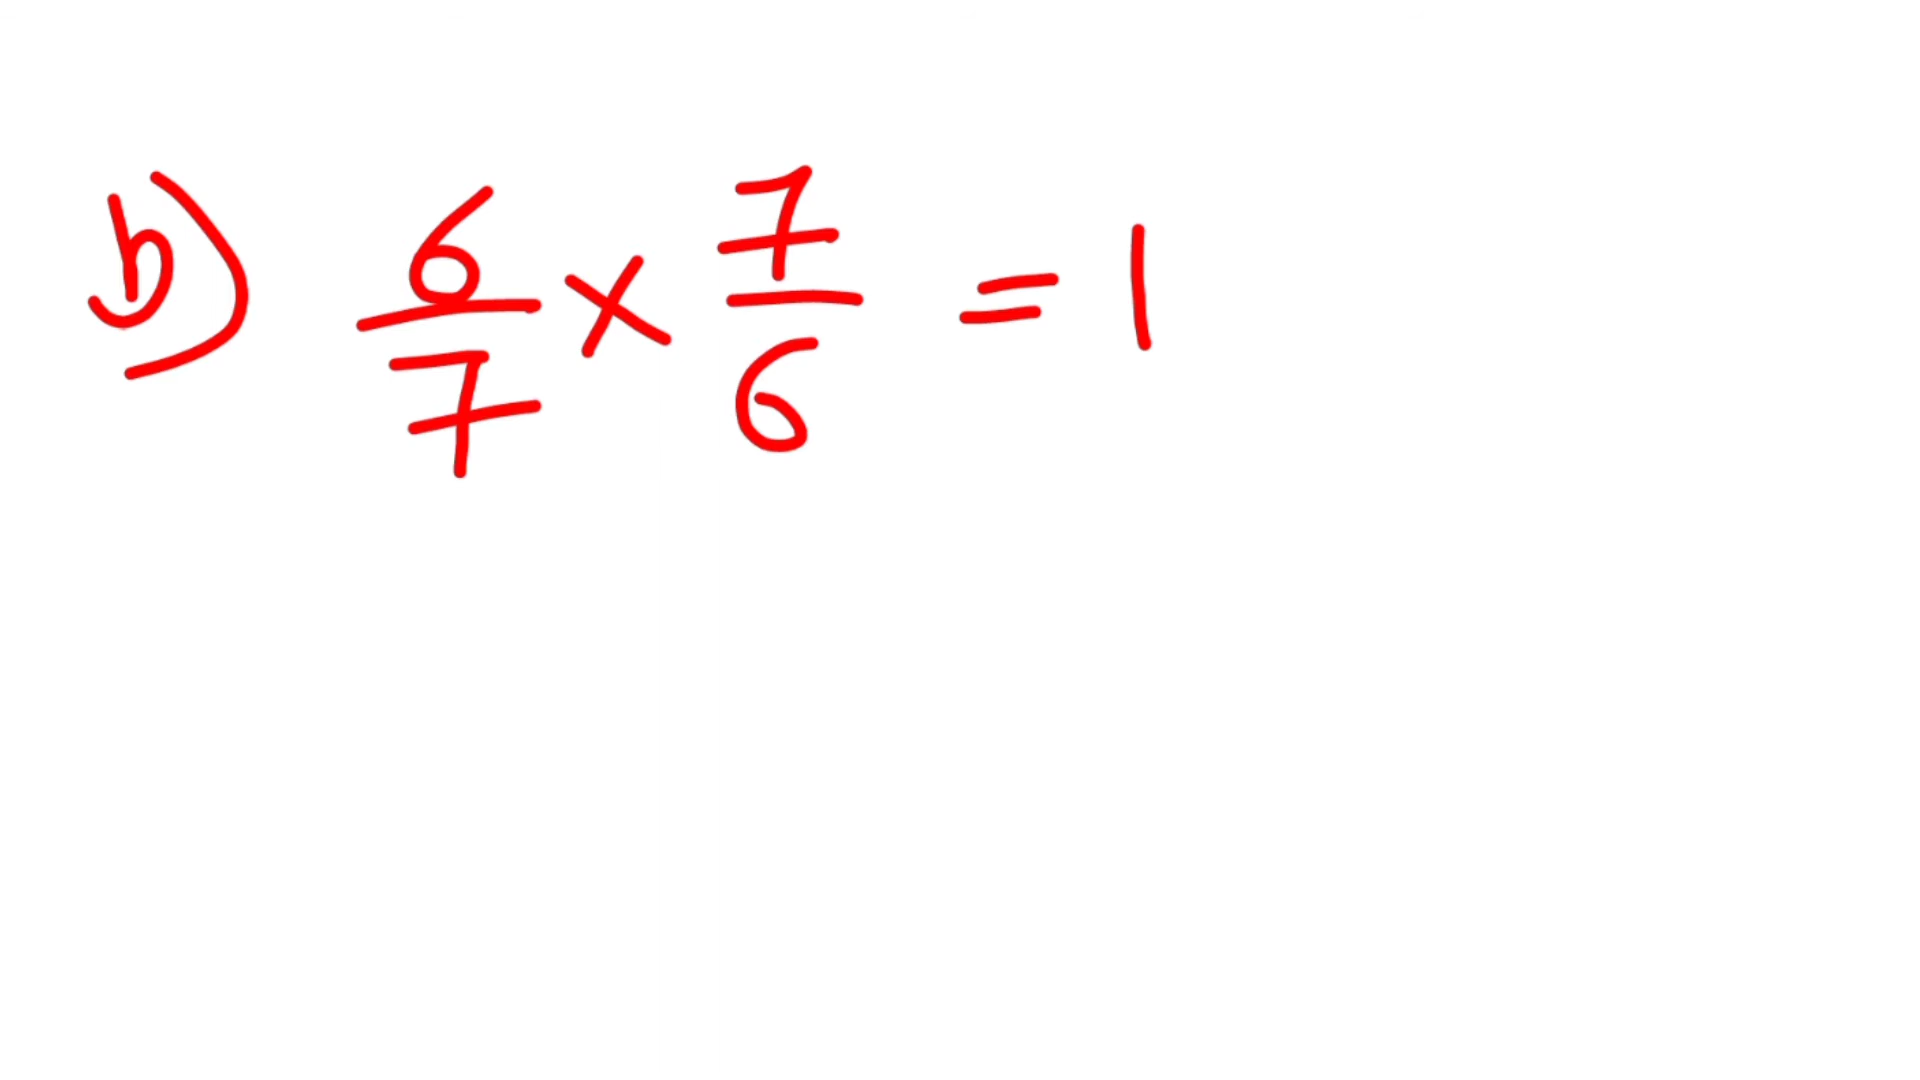 b) 6/7 × 7/6 = 1